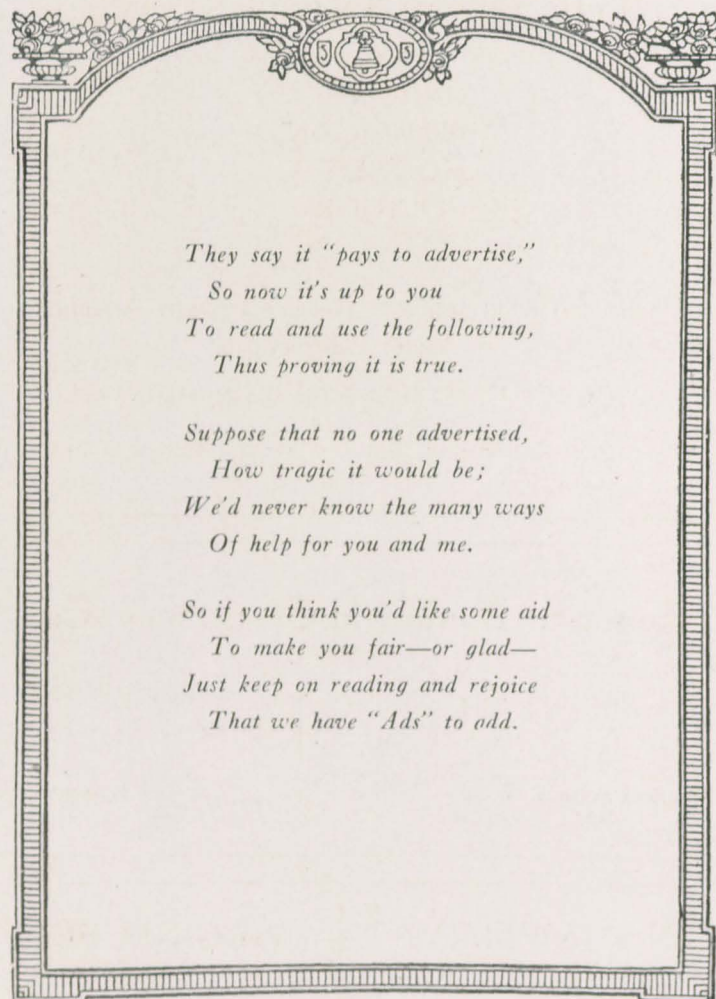 They say it “pays to advertise,”
So now it's up to you
To read and use the following,
Thus proving it is true.
Suppose that no one advertised,
How tragic it would be;
We'd never know the many ways
Of help for you and me.
So if you think you'd like some aid
To make you fair—or glad—
Just keep on reading and rejoice
That we have “Ads” to add.